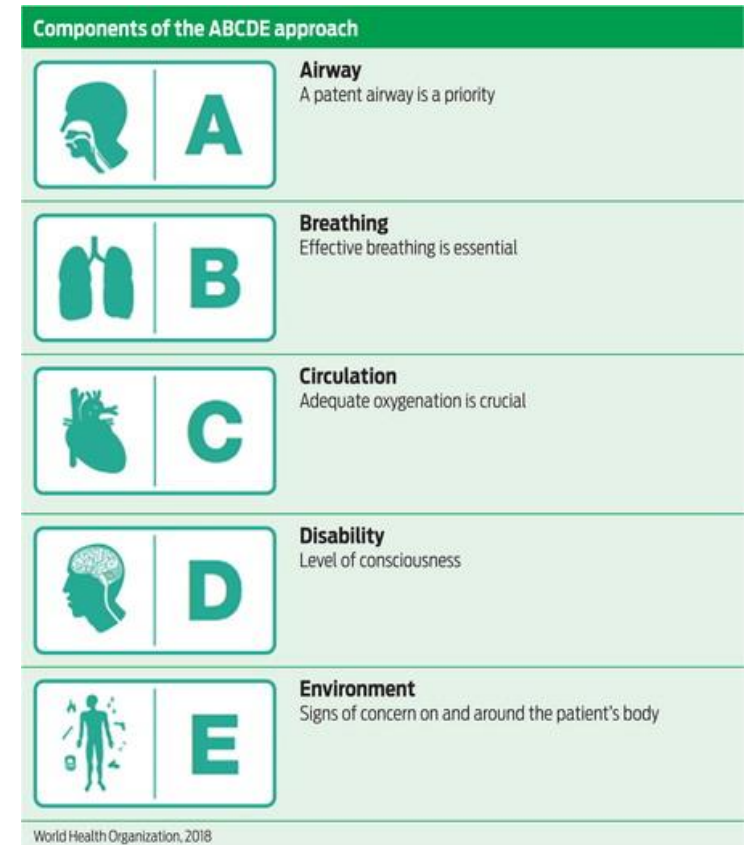 Components of the ABCDE approach
A
Airway
A patent airway is a priority
B
Breathing
Effective breathing is essential
C
Circulation
Adequate oxygenation is crucial
D
Disability
Level of consciousness
E
Environment
Signs of concern on and around the patient's body
World Health Organization, 2018